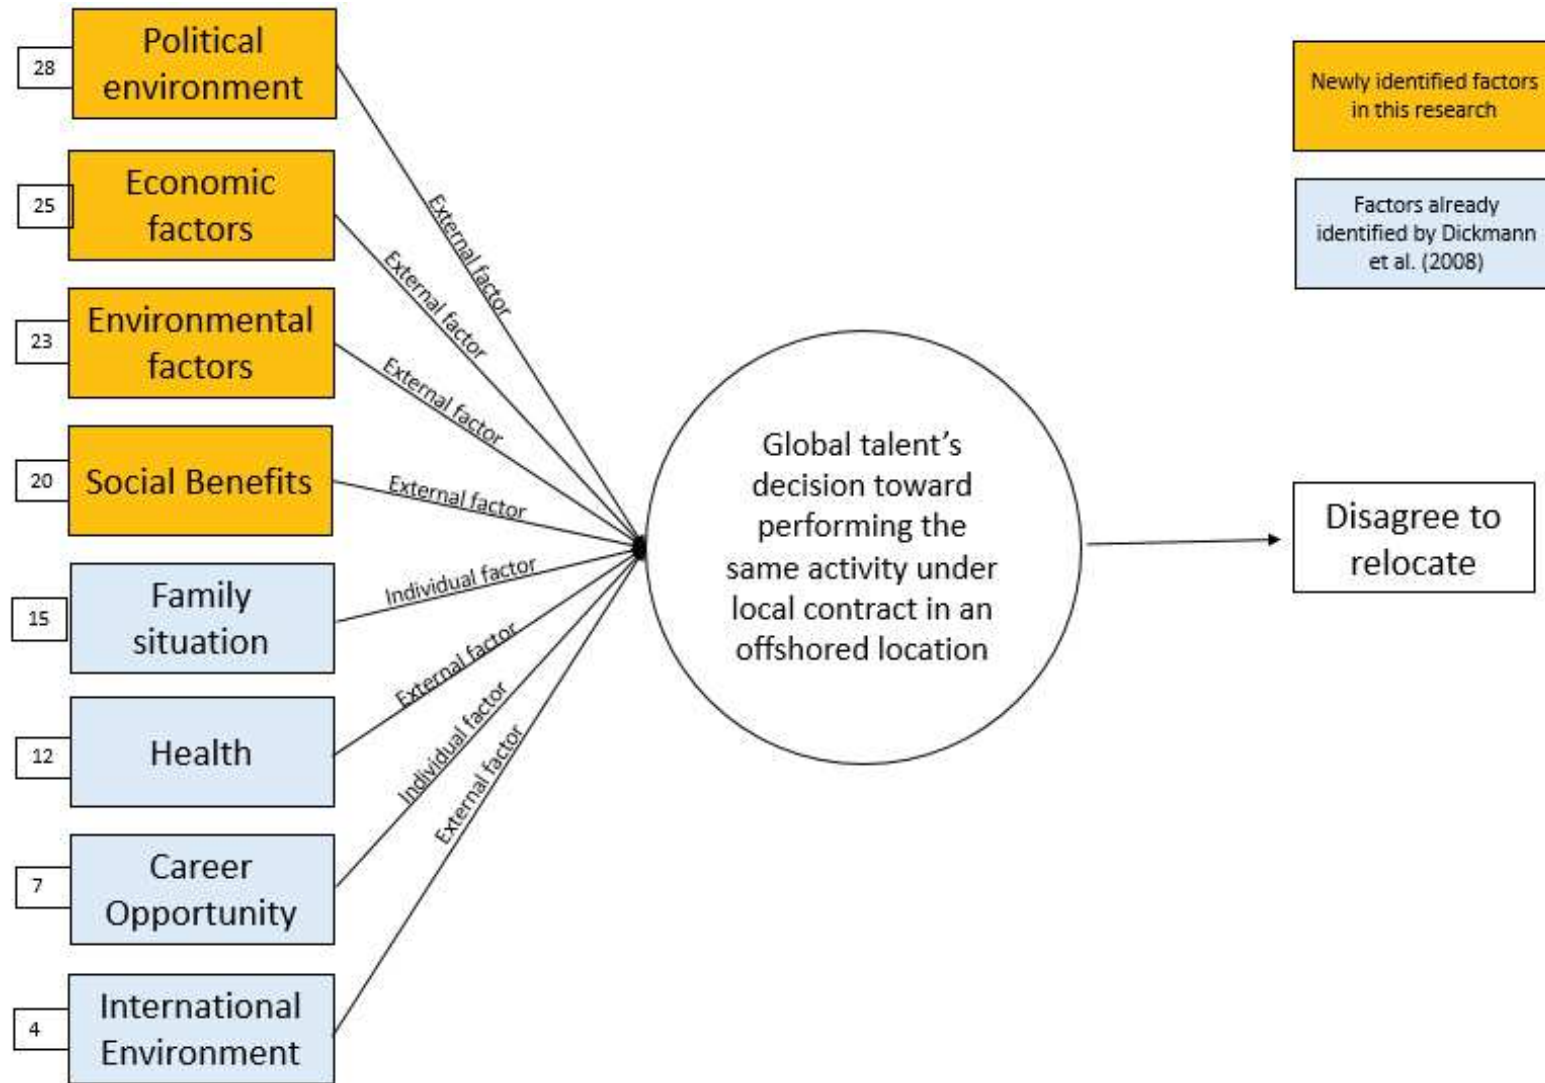 28
Political
environment
25
Economic
factors
23
Environmental
factors
20
Social Benefits
15
Family
situation
12
Health
7
Career
Opportunity
4
International
Environment
External factor
External factor
External factor
External factor
Individual factor
External factor
Individual factor
External factor
Global talent’s
decision toward
performing the
same activity under
local contract in an
offshored location
Newly identified factors
in this research
Factors already
identified by Dickmann
et al. (2008)
Disagree to
relocate